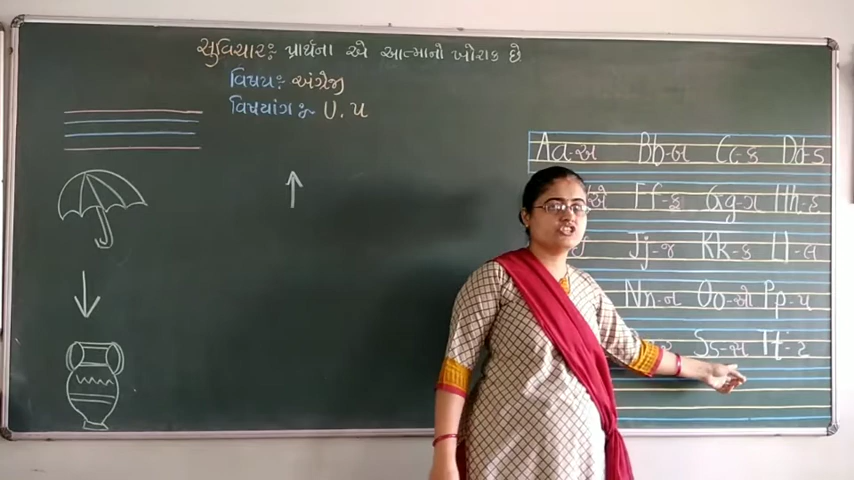 સુવિચાર: પ્રાર્થના એ આત્માનો ખોરાક છે
વિષય: અંગ્રેજી
વિષયાંગ: U. પ
Aa-અ Bb-બ Cc-ક Dd-ડ
Ff-ફ Gg-ગ Hh-હ
Jj-જ Kk-ક Ll-લ
Nn-ન Oo-ઓ Pp-પ
Ss-સ Tt-ટ